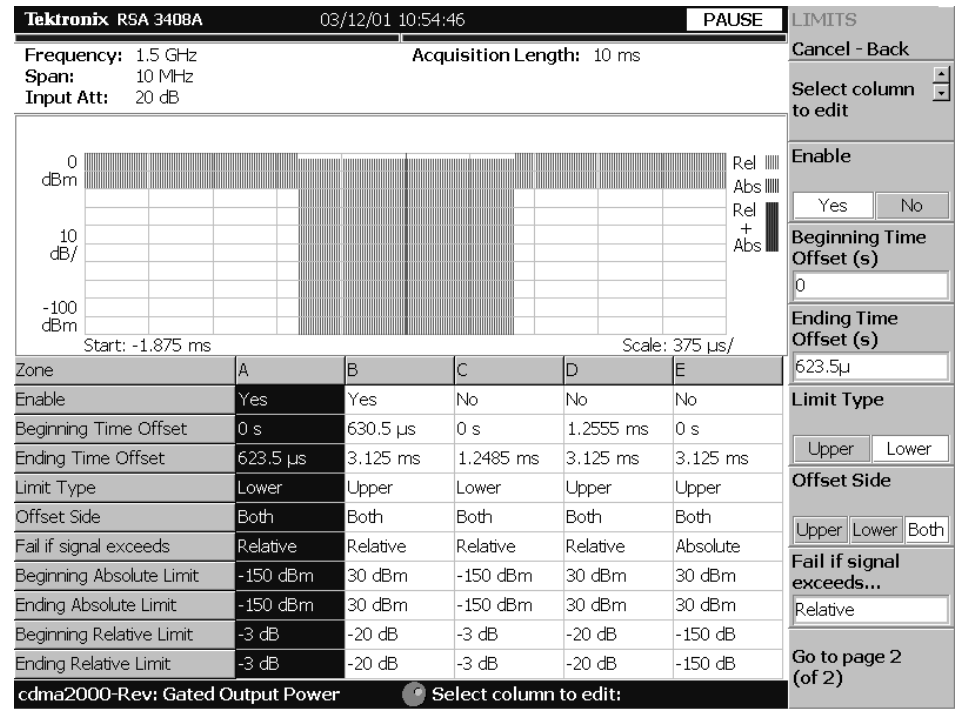 Tektronix RSA 3408A 03/12/01 10:54:46 PAUSE
Frequency: 1.5 GHz Acquisition Length: 10 ms
Span: 10 MHz
Input Att: 20 dB
0
dBm
10
dB/
-100
dBm
Rel
Abs
Rel
+
Abs
Start: -1.875 ms Scale: 375 µs/
Zone A B C D E
Enable Yes Yes No No No
Beginning Time Offset 0 s 630.5 µs 0 s 1.2555 ms 0 s
Ending Time Offset 623.5 µs 3.125 ms 1.2485 ms 3.125 ms 3.125 ms
Limit Type Lower Upper Lower Upper Upper
Offset Side Both Both Both Both Both
Fail if signal exceeds Relative Relative Relative Relative Absolute
Beginning Absolute Limit -150 dBm 30 dBm -150 dBm 30 dBm 30 dBm
Ending Absolute Limit -150 dBm 30 dBm -150 dBm 30 dBm 30 dBm
Beginning Relative Limit -3 dB -20 dB -3 dB -20 dB -150 dB
Ending Relative Limit -3 dB -20 dB -3 dB -20 dB -150 dB
cdma2000-Rev: Gated Output Power Select column to edit:
LIMITS
Cancel - Back
Select column
to edit
Enable
Yes No
Beginning Time
Offset (s)
0
Ending Time
Offset (s)
623.5µ
Limit Type
Upper Lower
Offset Side
Upper Lower Both
Fail if signal
exceeds...
Relative
Go to page 2
(of 2)